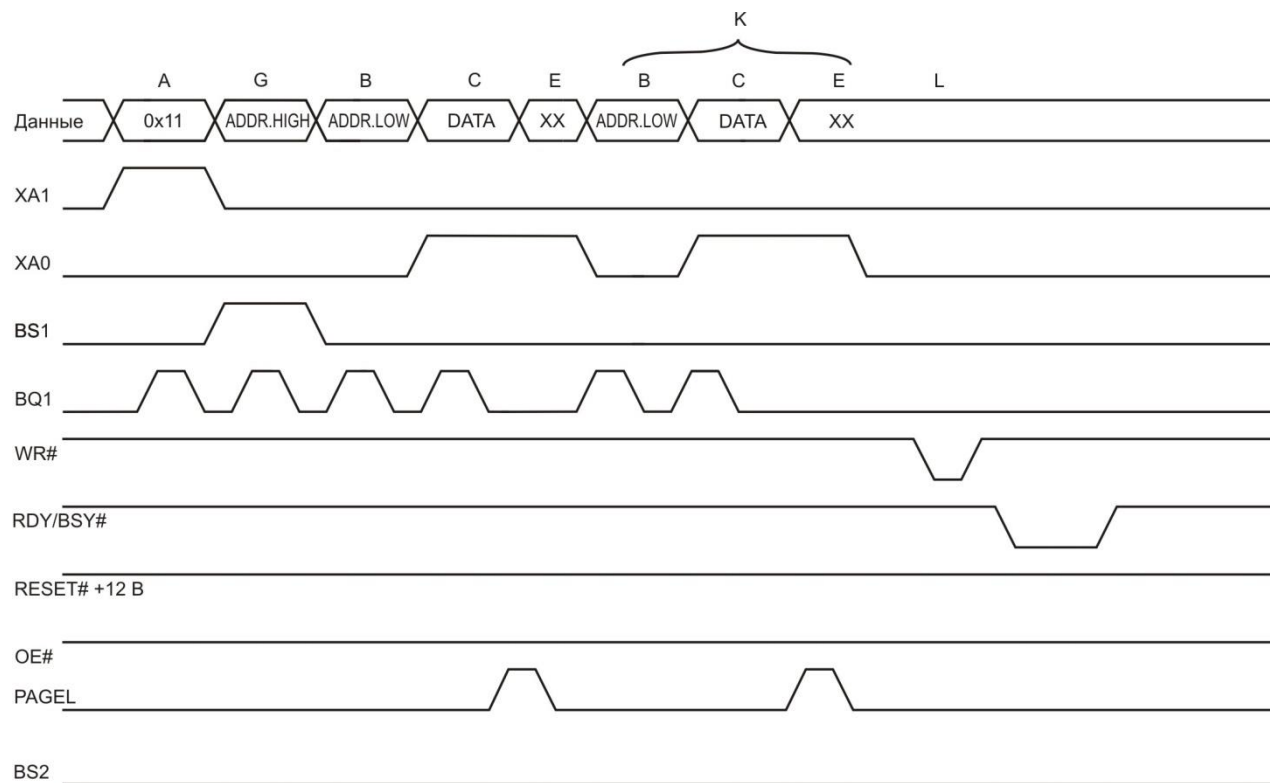 K
A G B C E B C E L
Данные 0x11 ADDR.HIGH ADDR.LOW DATA XX ADDR.LOW DATA XX
XA1
XA0
BS1
BQ1
WR#
RDY/BSY#
RESET# +12 В
OE#
PAGEL
BS2